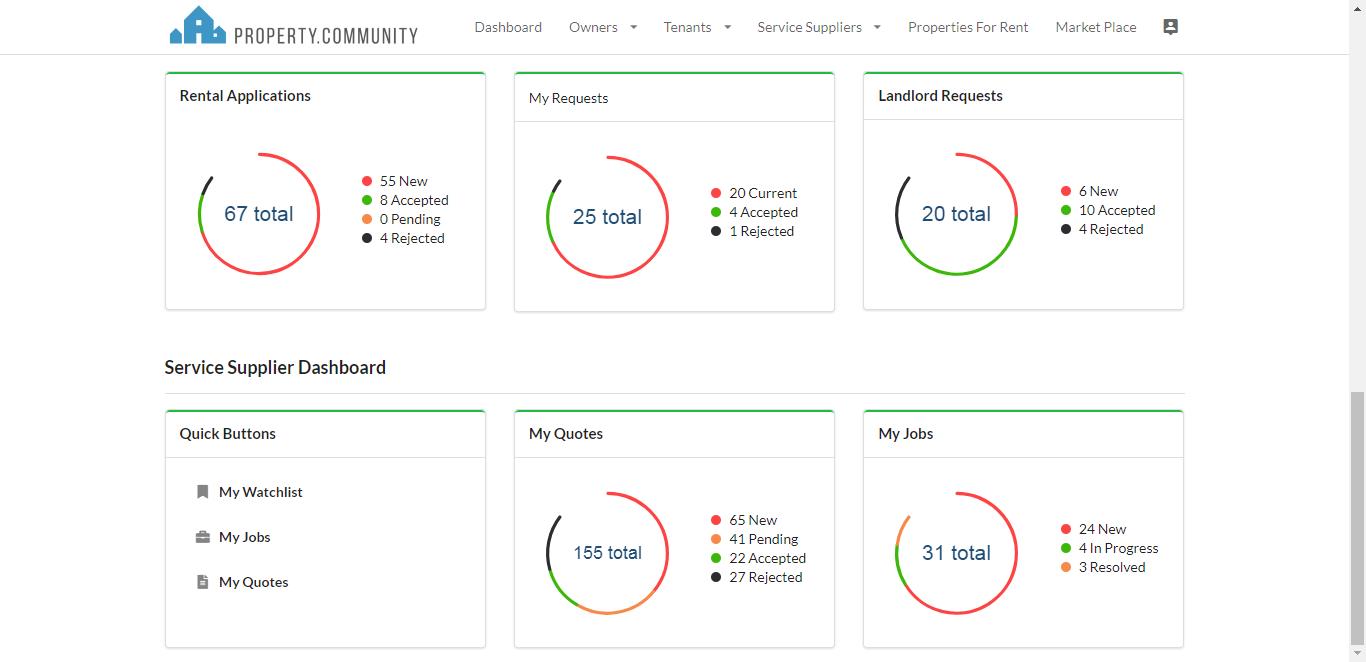 PROPERTY.COMMUNITY
Dashboard Owners Tenants Service Suppliers Properties For Rent Market Place
Rental Applications
67 total
55 New
8 Accepted
0 Pending
4 Rejected
My Requests
25 total
20 Current
4 Accepted
1 Rejected
Landlord Requests
20 total
6 New
10 Accepted
4 Rejected
Service Supplier Dashboard
Quick Buttons
My Watchlist
My Jobs
My Quotes
My Quotes
155 total
65 New
41 Pending
22 Accepted
27 Rejected
My Jobs
31 total
24 New
4 In Progress
3 Resolved